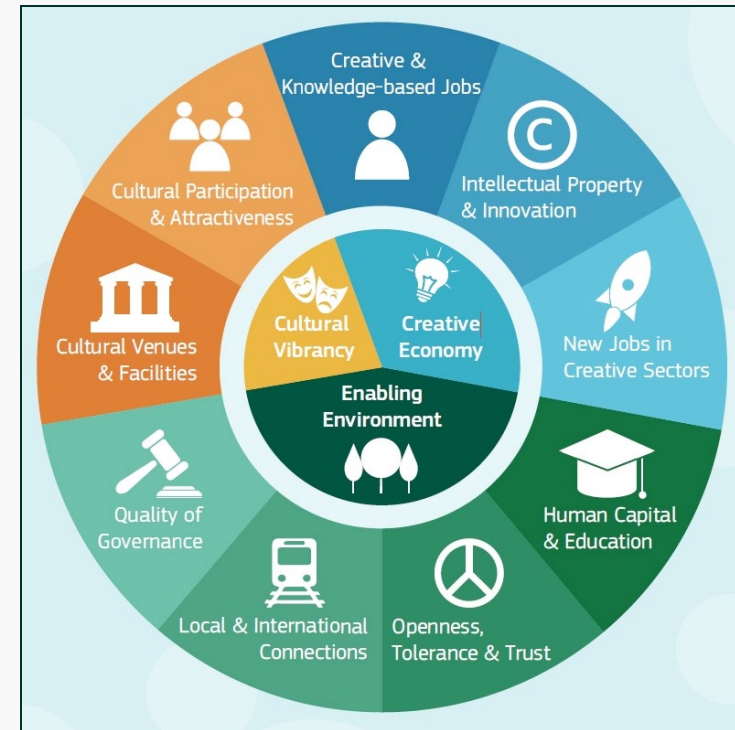 Creative &
Knowledge-based Jobs
C
Intellectual Property
& Innovation
New Jobs in
Creative Sectors
Human Capital
& Education
Openness,
Tolerance & Trust
Local & International
Connections
Quality of
Governance
Cultural Venues
& Facilities
Cultural Participation
& Attractiveness
Cultural
Vibrancy
Creative
Economy
Enabling
Environment